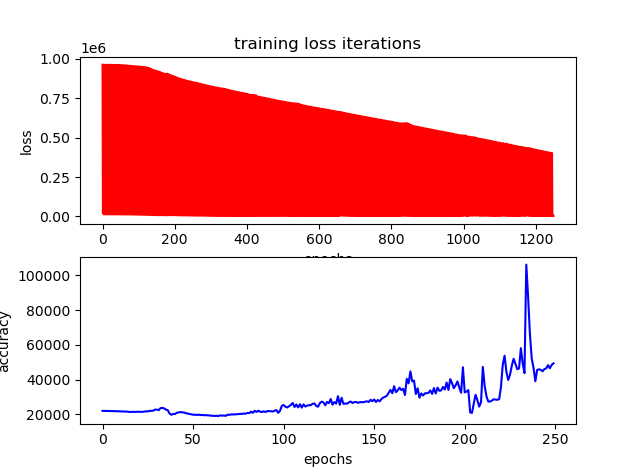 training loss iterations
1e6
1.00
0.75
0.50
0.25
0.00
loss
0 200 400 600 800 1000 1200
epochs
100000
80000
60000
40000
20000
accuracy
0 50 100 150 200 250
epochs